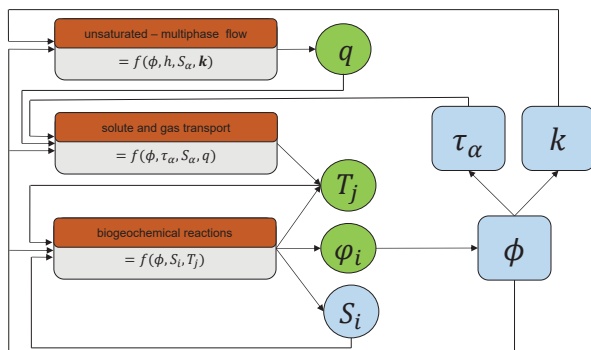 unsaturated – multiphase flow
= f(ϕ, h, S_α, k)
q
solute and gas transport
= f(ϕ, τ_α, S_α, q)
τ_α
k
T_j
biogeochemical reactions
= f(ϕ, S_i, T_j)
φ_i
ϕ
S_i